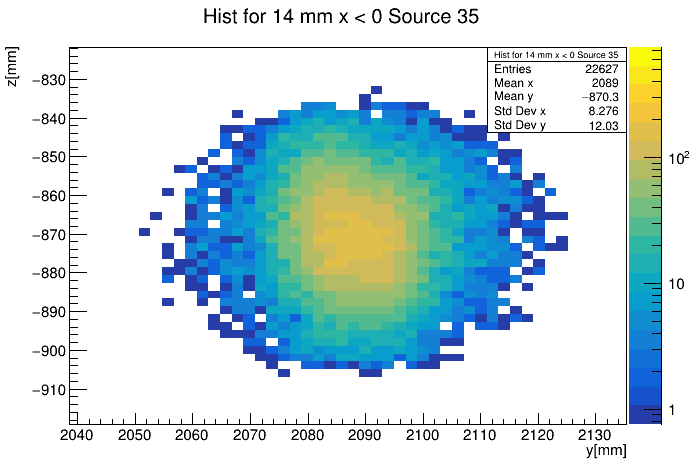 Hist for 14 mm x < 0 Source 35
z[mm]
Hist for 14 mm x < 0 Source 35
Entries 22627
Mean x 2089
Mean y −870.3
Std Dev x 8.276
Std Dev y 12.03
−830
−840
−850
−860
−870
−880
−890
−900
−910
10²
10
1
2040 2050 2060 2070 2080 2090 2100 2110 2120 2130
y[mm]